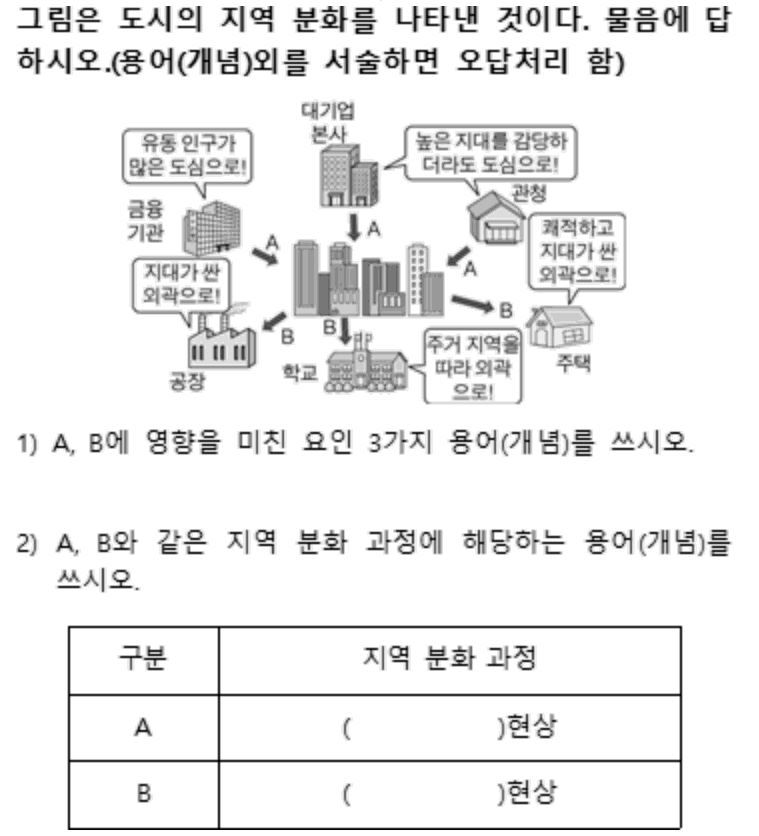 그림은 도시의 지역 분화를 나타낸 것이다. 물음에 답
하시오.(용어(개념)외를 서술하면 오답처리 함)
대기업
본사
유동 인구가
많은 도심으로!
높은 지대를 감당하
더라도 도심으로!
금융
기관
관청
쾌적하고
지대가 싼
외곽으로!
A
A
A
지대가 싼
외곽으로!
B
B
B
공장
학교
주거 지역을
따라 외곽
으로!
주택
1) A, B에 영향을 미친 요인 3가지 용어(개념)를 쓰시오.
2) A, B와 같은 지역 분화 과정에 해당하는 용어(개념)를
쓰시오.
구분 지역 분화 과정
A ( )현상
B ( )현상